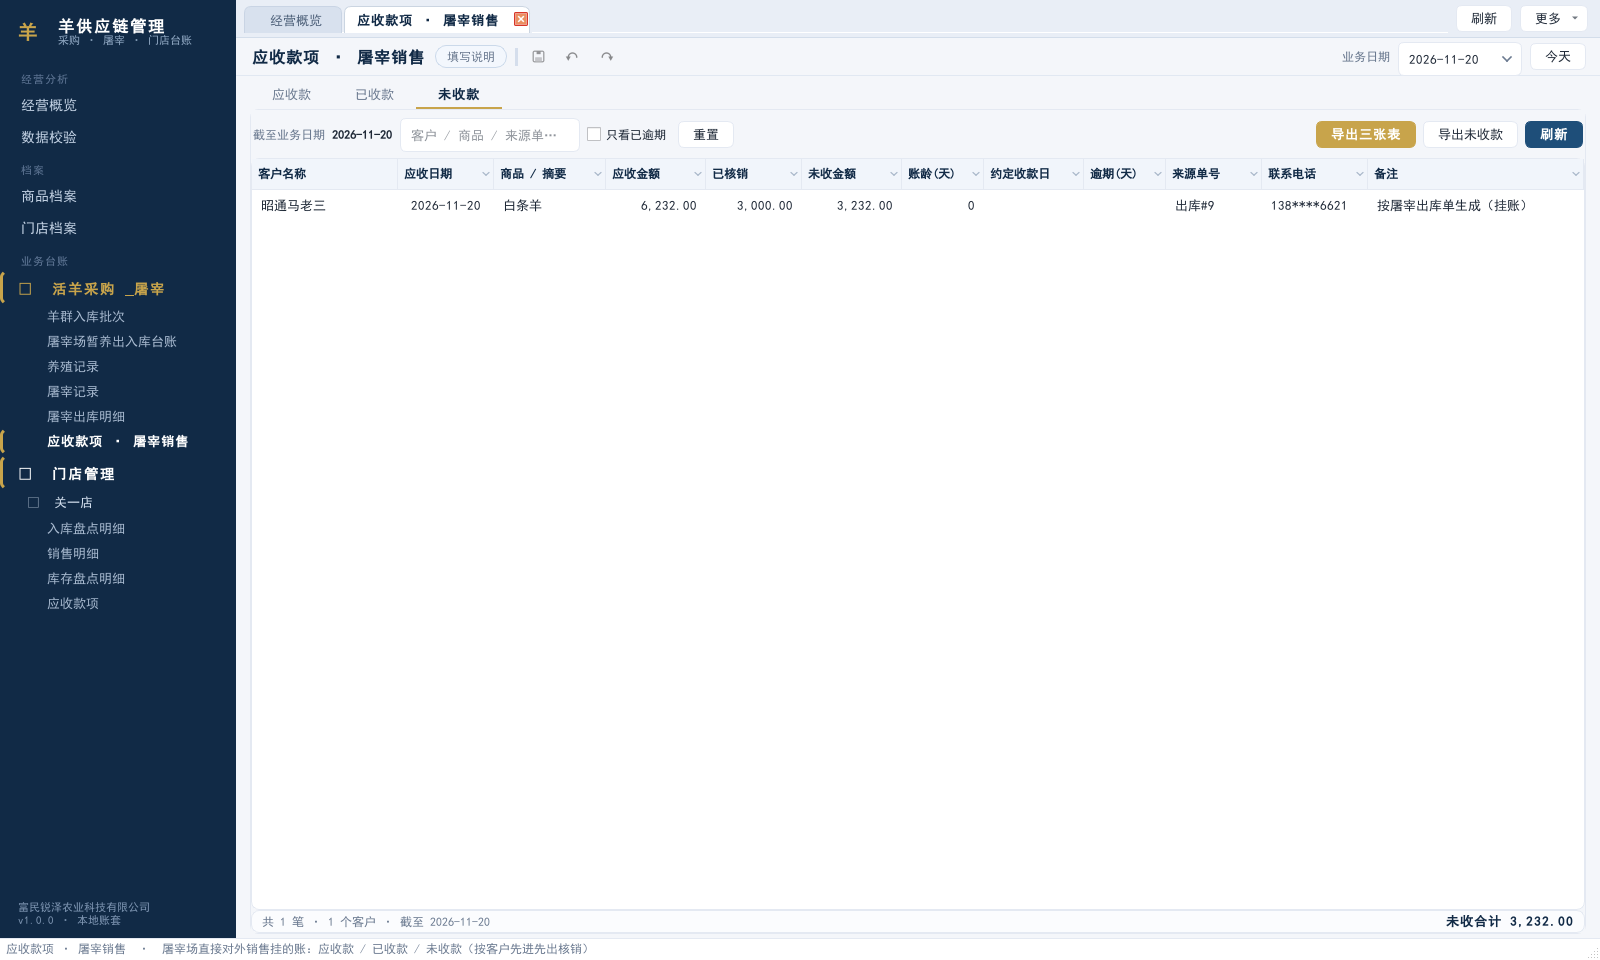 羊 羊供应链管理
采购 · 屠宰 · 门店台账
经营分析
经营概览
数据校验
档案
商品档案
门店档案
业务台账
活羊采购 _屠宰
羊群入库批次
屠宰场暂养出入库台账
养殖记录
屠宰记录
屠宰出库明细
应收款项 · 屠宰销售
门店管理
关一店
入库盘点明细
销售明细
库存盘点明细
应收款项
富民锐泽农业科技有限公司
v1.0.0 · 本地账套
经营概览 应收款项 · 屠宰销售 刷新 更多
应收款项 · 屠宰销售 填写说明 业务日期 2026-11-20 今天
应收款 已收款 未收款
截至业务日期 2026-11-20 客户 / 商品 / 来源单… 只看已逾期 重置 导出三张表 导出未收款 刷新
客户名称 应收日期 商品 / 摘要 应收金额 已核销 未收金额 账龄(天) 约定收款日 逾期(天) 来源单号 联系电话 备注
昭通马老三 2026-11-20 白条羊 6,232.00 3,000.00 3,232.00 0 出库#9 138****6621 按屠宰出库单生成（挂账）
共 1 笔 · 1 个客户 · 截至 2026-11-20 未收合计 3,232.00
应收款项 · 屠宰销售 · 屠宰场直接对外销售挂的账：应收款 / 已收款 / 未收款（按客户先进先出核销）